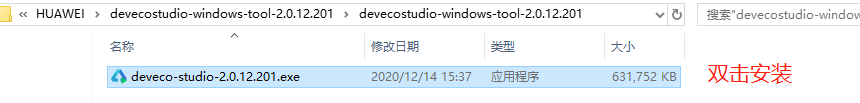 « HUAWEI › devecostudio-windows-tool-2.0.12.201 › devecostudio-windows-tool-2.0.12.201
搜索"devecostudio-windo
名称 修改日期 类型 大小
deveco-studio-2.0.12.201.exe 2020/12/14 15:37 应用程序 631,752 KB
双击安装